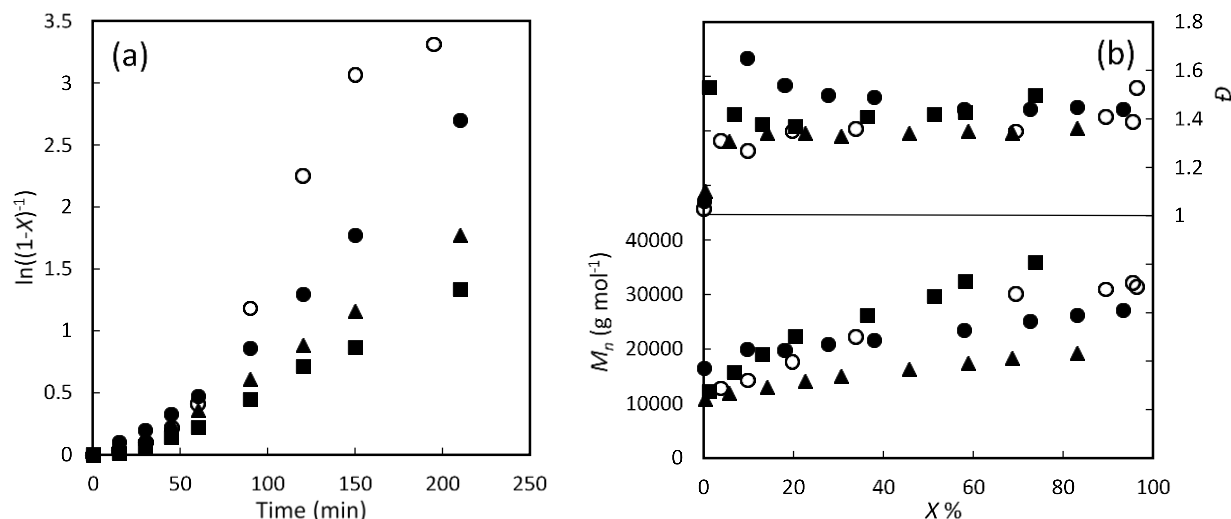 (a)
ln((1-X)⁻¹)
3.5
3
2.5
2
1.5
1
0.5
0
0 50 100 150 200 250
Time (min)
(b)
Mₙ (g mol⁻¹)
40000
30000
20000
10000
0
0 20 40 60 80 100
X %
1.8
1.6
1.4
1.2
1
Đ